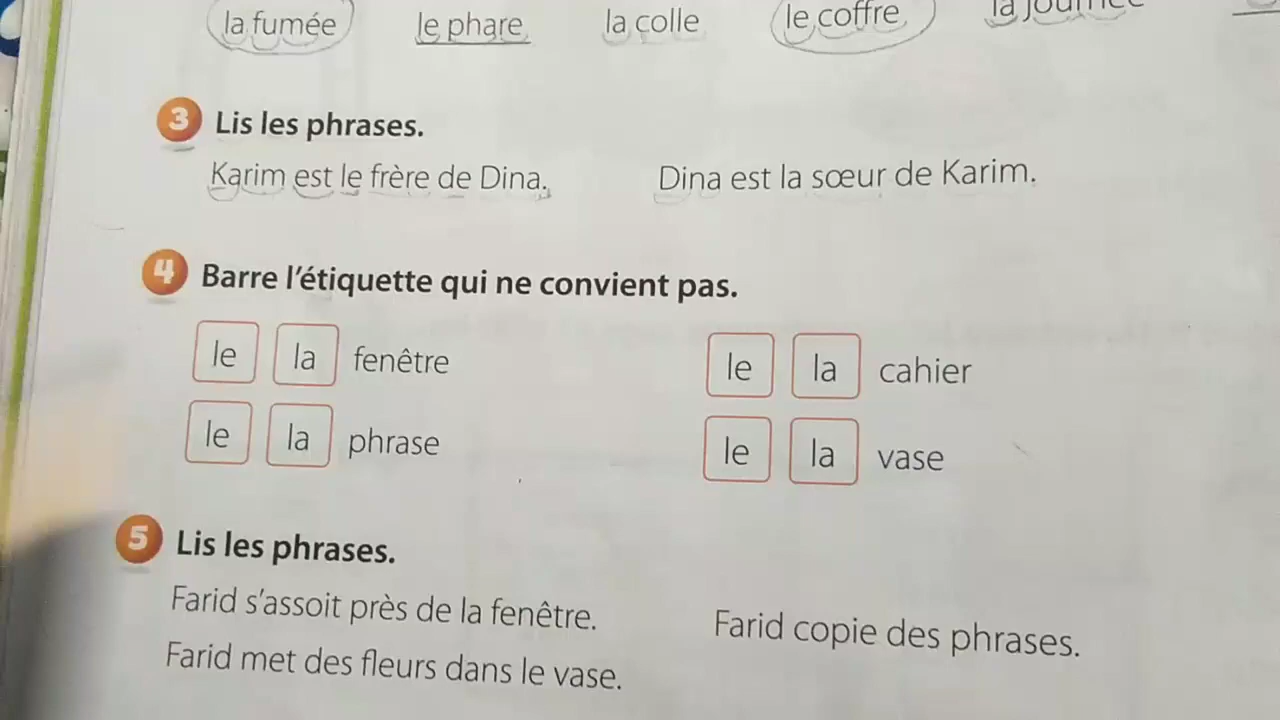 la fumée le phare la colle le coffre la journée
3 Lis les phrases.
Karim est le frère de Dina. Dina est la sœur de Karim.
4 Barre l'étiquette qui ne convient pas.
le la fenêtre le la cahier
le la phrase le la vase
5 Lis les phrases.
Farid s'assoit près de la fenêtre. Farid copie des phrases.
Farid met des fleurs dans le vase.